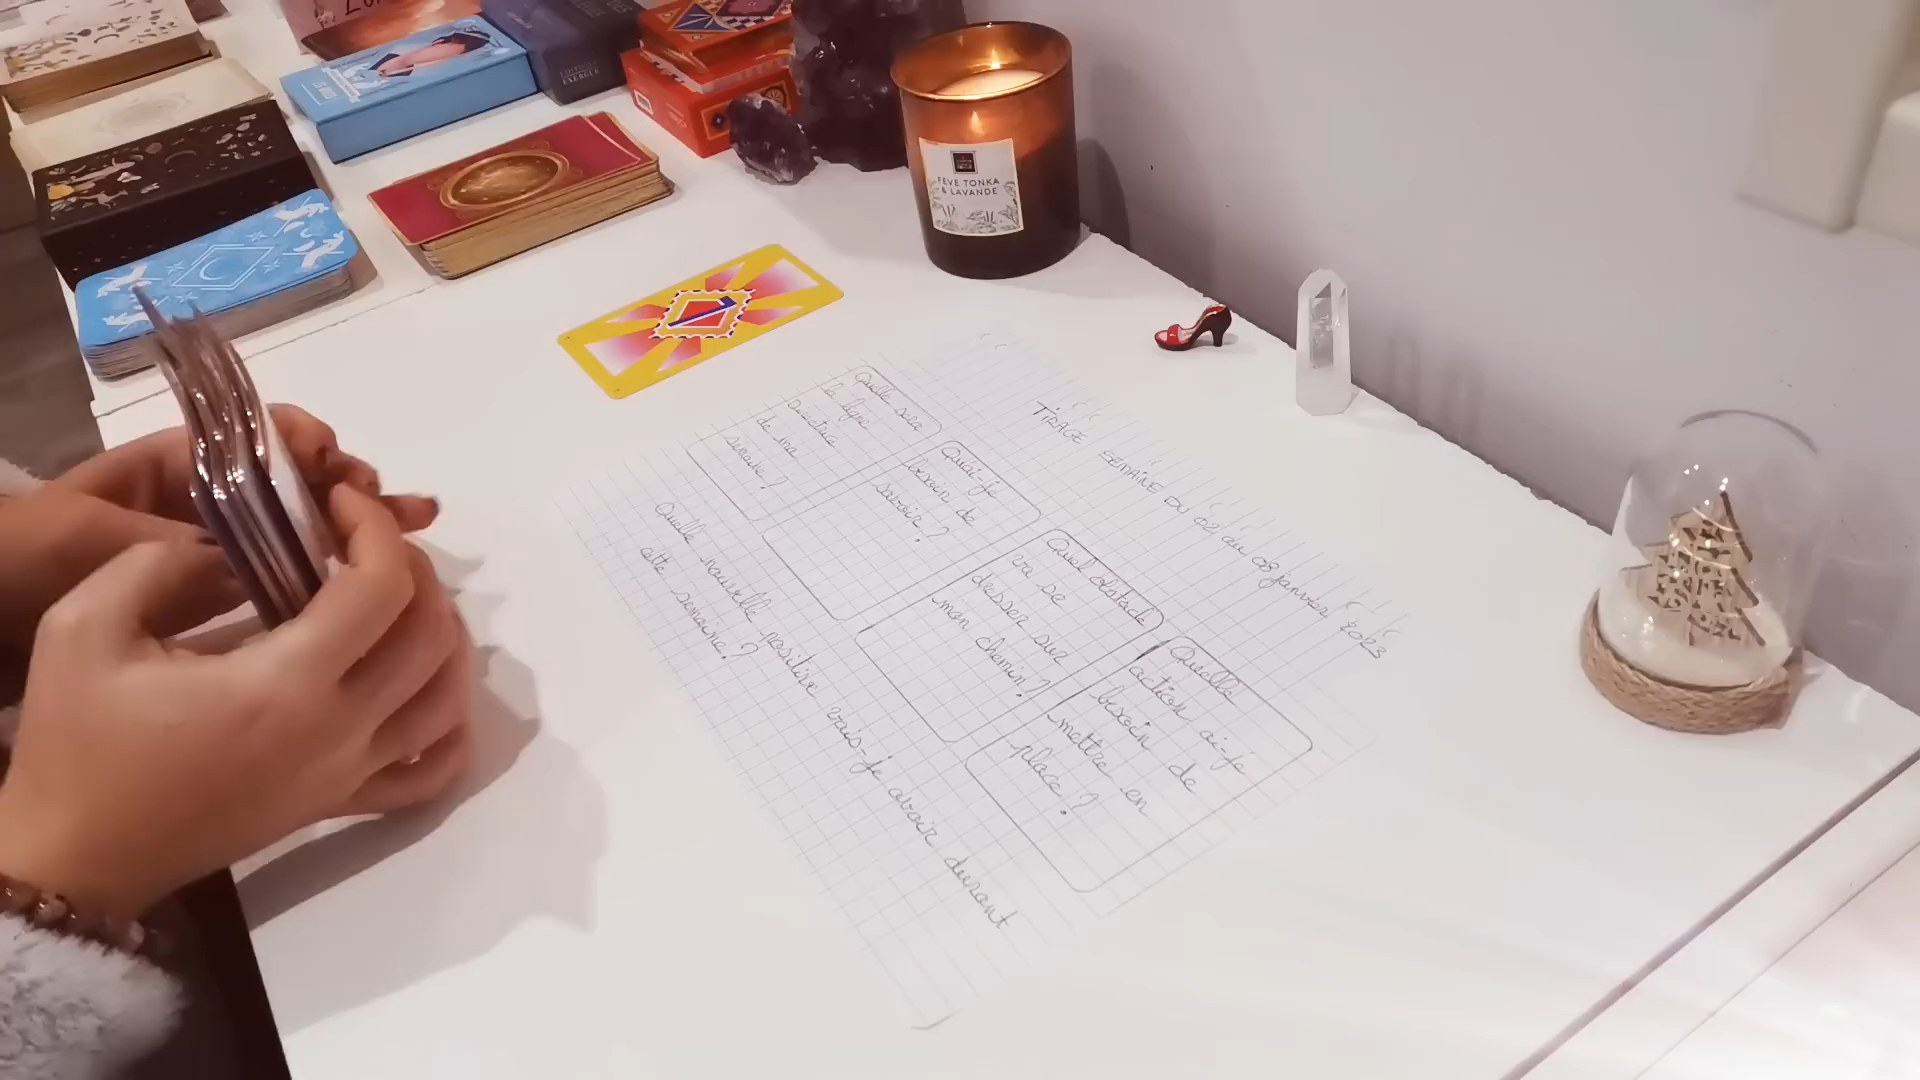 TIRAGE SEMAINE DU 02 au 08 janvier 2023
Quelle sera
la ligne
Directrice
de ma
semaine?
Qu'ai-je
besoin de
savoir?
Quel obstacle
va se
dresser sur
mon chemin?
Quelle
action ai-je
besoin de
mettre en
place?
Quelle nouvelle positive vais-je avoir durant
cette semaine?
FEVE TONKA
& LAVANDE